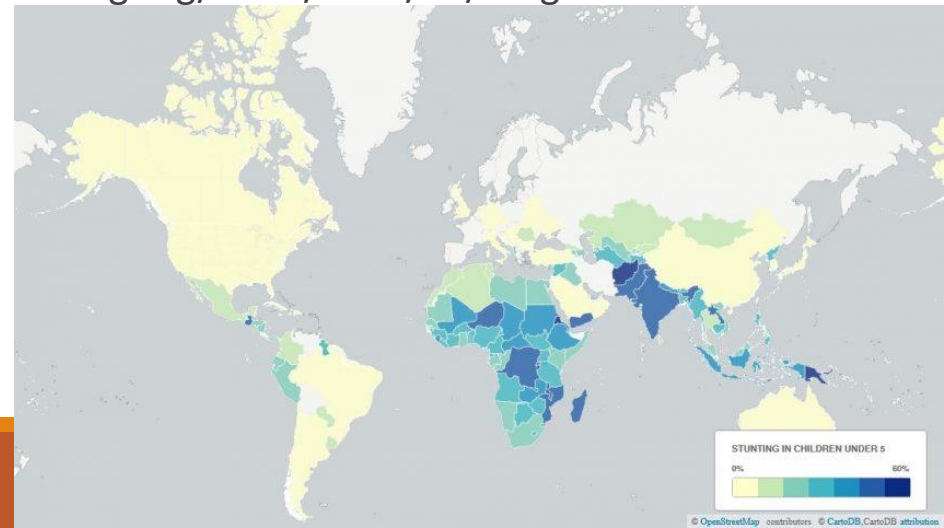 STUNTING IN CHILDREN UNDER 5
0% 60%
© OpenStreetMap contributors © CartoDB,CartoDB attribution